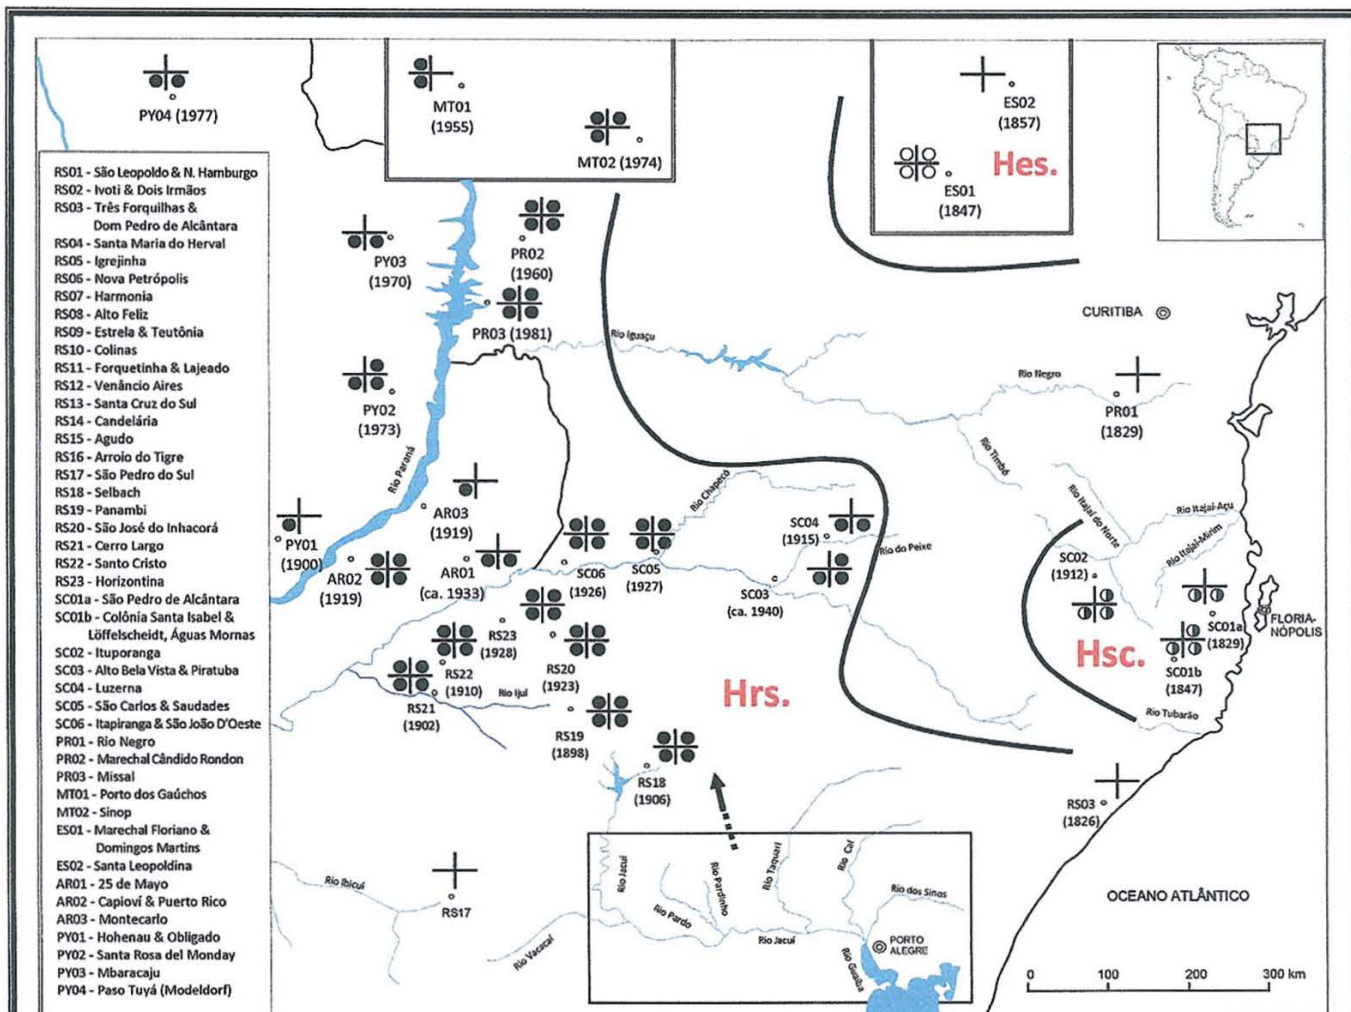 PY04 (1977)
MT01
(1955)
MT02 (1974)
ES02
(1857)
Hes.
ES01
(1847)
RS01 - São Leopoldo & N. Hamburgo
RS02 - Ivoti & Dois Irmãos
RS03 - Três Forquilhas &
Dom Pedro de Alcântara
RS04 - Santa Maria do Herval
RS05 - Igrejinha
RS06 - Nova Petrópolis
RS07 - Harmonia
RS08 - Alto Feliz
RS09 - Estrela & Teutônia
RS10 - Colinas
RS11 - Forquetinha & Lajeado
RS12 - Venâncio Aires
RS13 - Santa Cruz do Sul
RS14 - Candelária
RS15 - Agudo
RS16 - Arroio do Tigre
RS17 - São Pedro do Sul
RS18 - Selbach
RS19 - Panambi
RS20 - São José do Inhacorá
RS21 - Cerro Largo
RS22 - Santo Cristo
RS23 - Horizontina
SC01a - São Pedro de Alcântara
SC01b - Colônia Santa Isabel &
Löffelscheidt, Águas Mornas
SC02 - Ituporanga
SC03 - Alto Bela Vista & Piratuba
SC04 - Luzerna
SC05 - São Carlos & Saudades
SC06 - Itapiranga & São João D'Oeste
PR01 - Rio Negro
PR02 - Marechal Cândido Rondon
PR03 - Missal
MT01 - Porto dos Gaúchos
MT02 - Sinop
ES01 - Marechal Floriano &
Domingos Martins
ES02 - Santa Leopoldina
AR01 - 25 de Mayo
AR02 - Capioví & Puerto Rico
AR03 - Montecarlo
PY01 - Hohenau & Obligado
PY02 - Santa Rosa del Monday
PY03 - Mbaracaju
PY04 - Paso Tuyá (Modeldorf)
PY03
(1970)
PR02
(1960)
PR03 (1981)
Rio Iguaçu
CURITIBA
Rio Negro
PR01
(1829)
PY02
(1973)
Rio Paraná
Rio Timbó
Rio Chapecó
AR03
(1919)
SC04
(1915)
Rio do Peixe
Rio Itajaí do Norte
Rio Itajaí-Açu
Rio Itajaí-Mirim
PY01
(1900)
AR02
(1919)
AR01
(ca. 1933)
SC06
(1926)
SC05
(1927)
SC03
(ca. 1940)
SC02
(1912)
SC01a
(1829)
FLORIA-
NÓPOLIS
Hsc.
SC01b
(1847)
RS23
(1928)
RS20
(1923)
RS22
(1910)
RS21
(1902)
Rio Ijuí
Hrs.
Rio Tubarão
RS19
(1898)
RS18
(1906)
RS03
(1826)
Rio Ibicuí
RS17
Rio Vacacaí
Rio Jacuí
Rio Pardo
Rio Pardinho
Rio Taquari
Rio Caí
Rio dos Sinos
Rio Jacuí
PORTO
ALEGRE
Rio Guaíba
OCEANO ATLÂNTICO
0 100 200 300 km